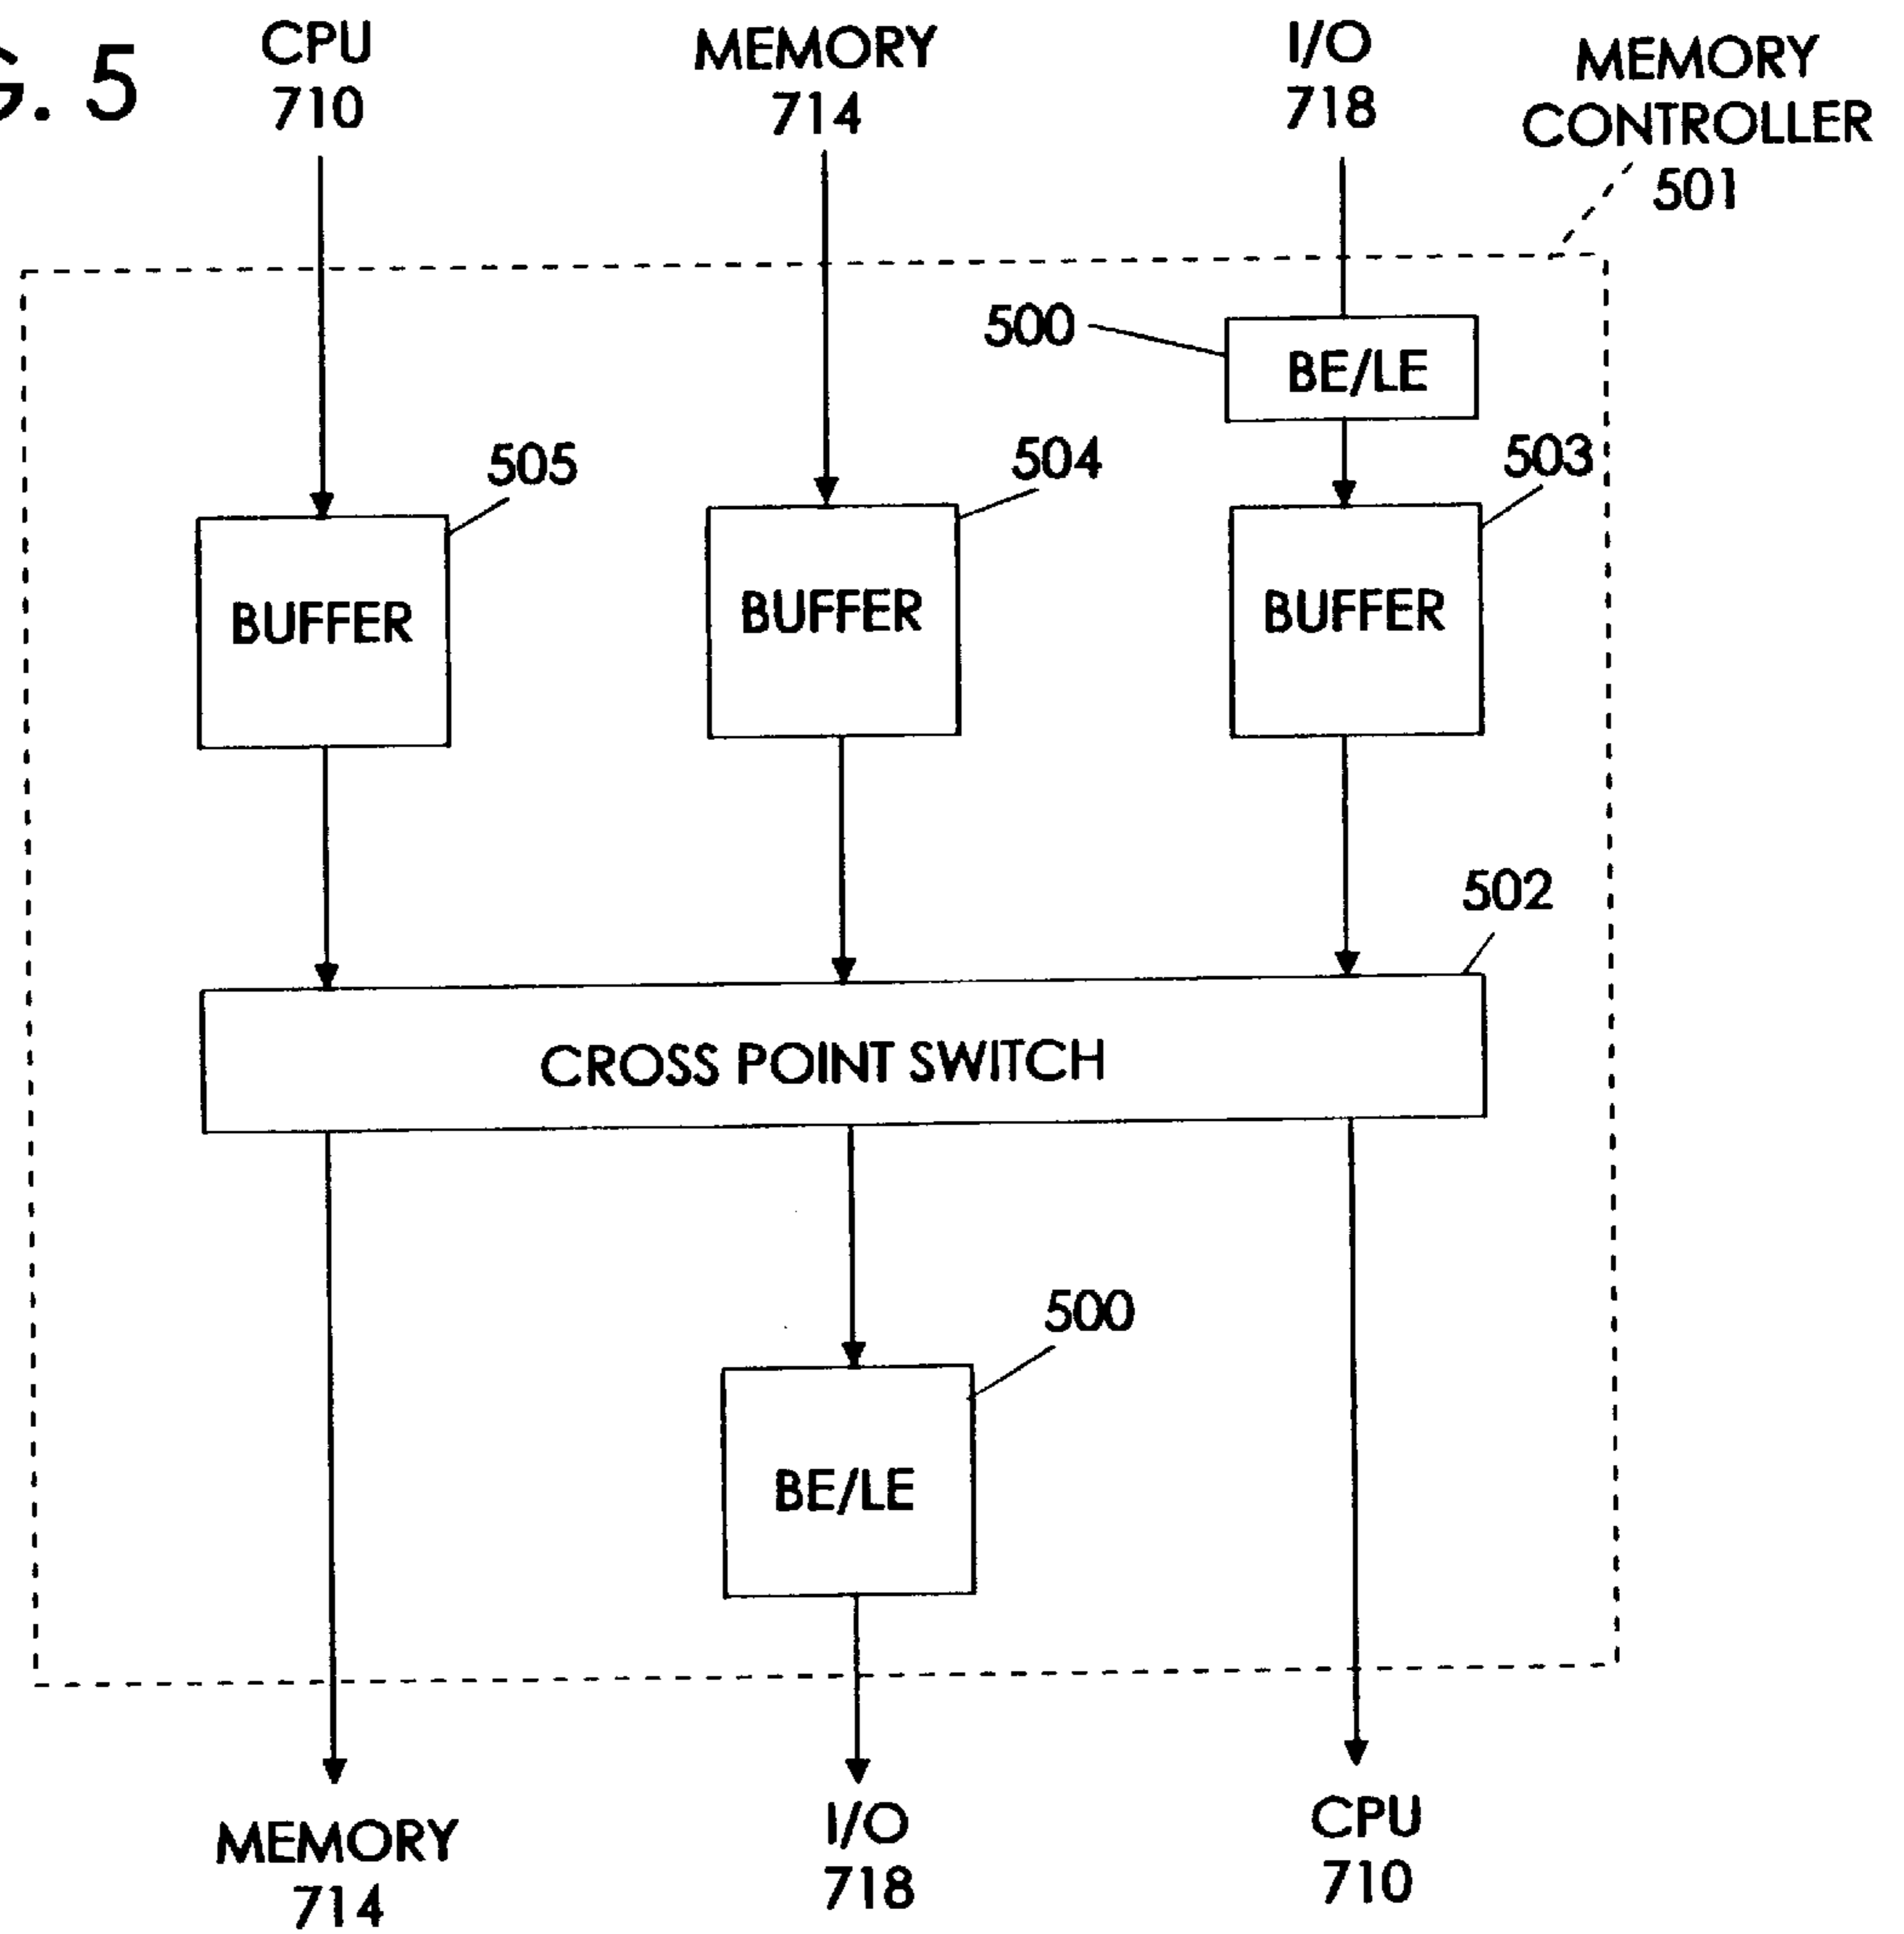 G. 5
CPU
710
MEMORY
714
I/O
718
MEMORY
CONTROLLER
501
500
BE/LE
505
504
503
BUFFER
BUFFER
BUFFER
502
CROSS POINT SWITCH
500
BE/LE
MEMORY
714
I/O
718
CPU
710